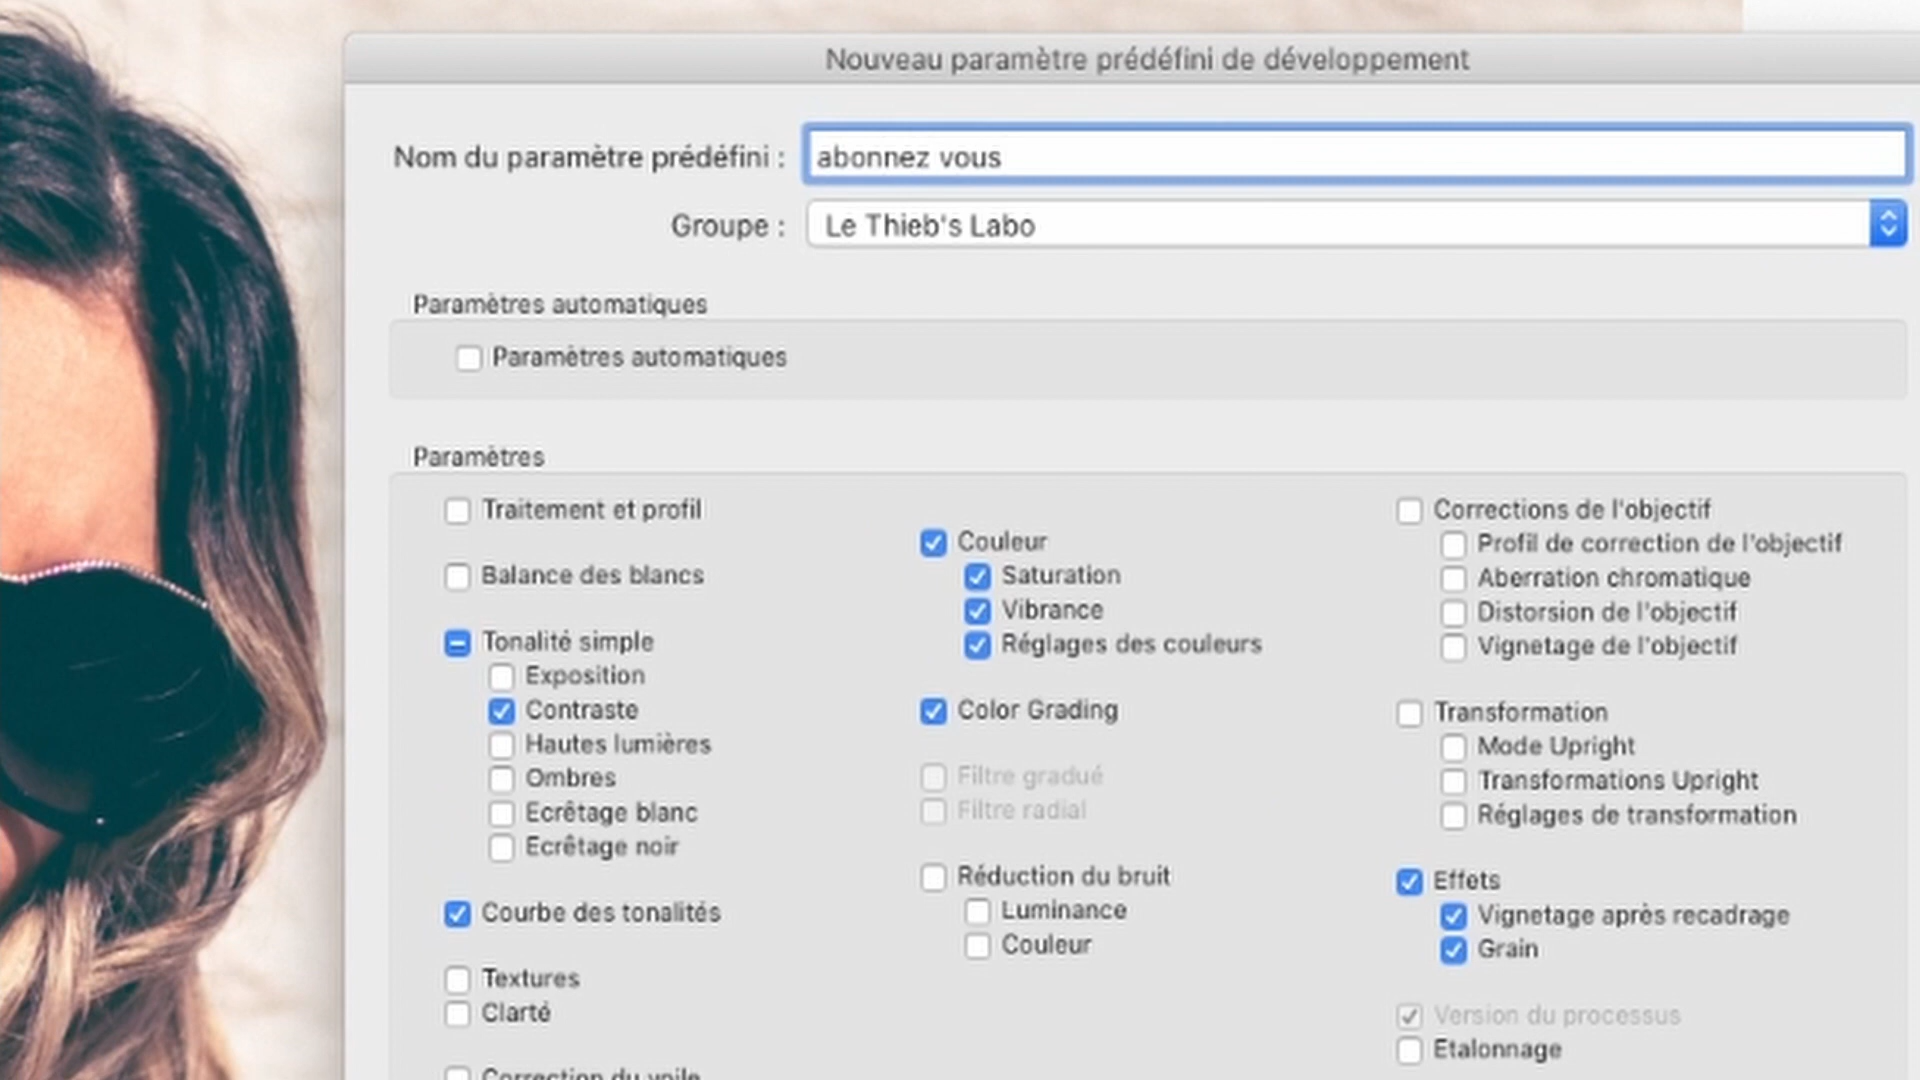 Nouveau paramètre prédéfini de développement
Nom du paramètre prédéfini : abonnez vous
Groupe : Le Thieb's Labo
Paramètres automatiques
Paramètres automatiques
Paramètres
Traitement et profil
Balance des blancs
Tonalité simple
Exposition
Contraste
Hautes lumières
Ombres
Ecrêtage blanc
Ecrêtage noir
Courbe des tonalités
Textures
Clarté
Correction du voile
Couleur
Saturation
Vibrance
Réglages des couleurs
Color Grading
Filtre gradué
Filtre radial
Réduction du bruit
Luminance
Couleur
Corrections de l'objectif
Profil de correction de l'objectif
Aberration chromatique
Distorsion de l'objectif
Vignetage de l'objectif
Transformation
Mode Upright
Transformations Upright
Réglages de transformation
Effets
Vignetage après recadrage
Grain
Version du processus
Etalonnage